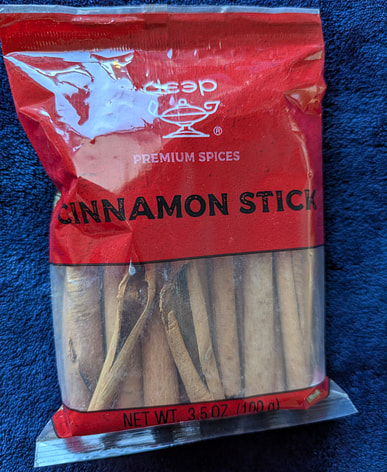 deep
®
PREMIUM SPICES
CINNAMON STICK
NET WT. 3.5 OZ. (100 g)